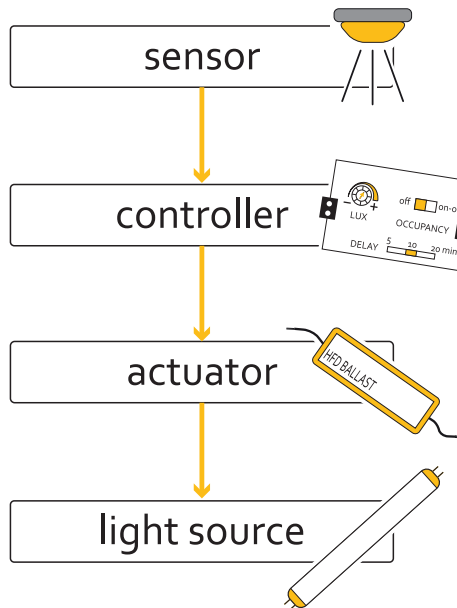 sensor
controller
LUX
- +
off on-o
OCCUPANCY
DELAY
5 10 20 min
actuator
HFD BALLAST
light source